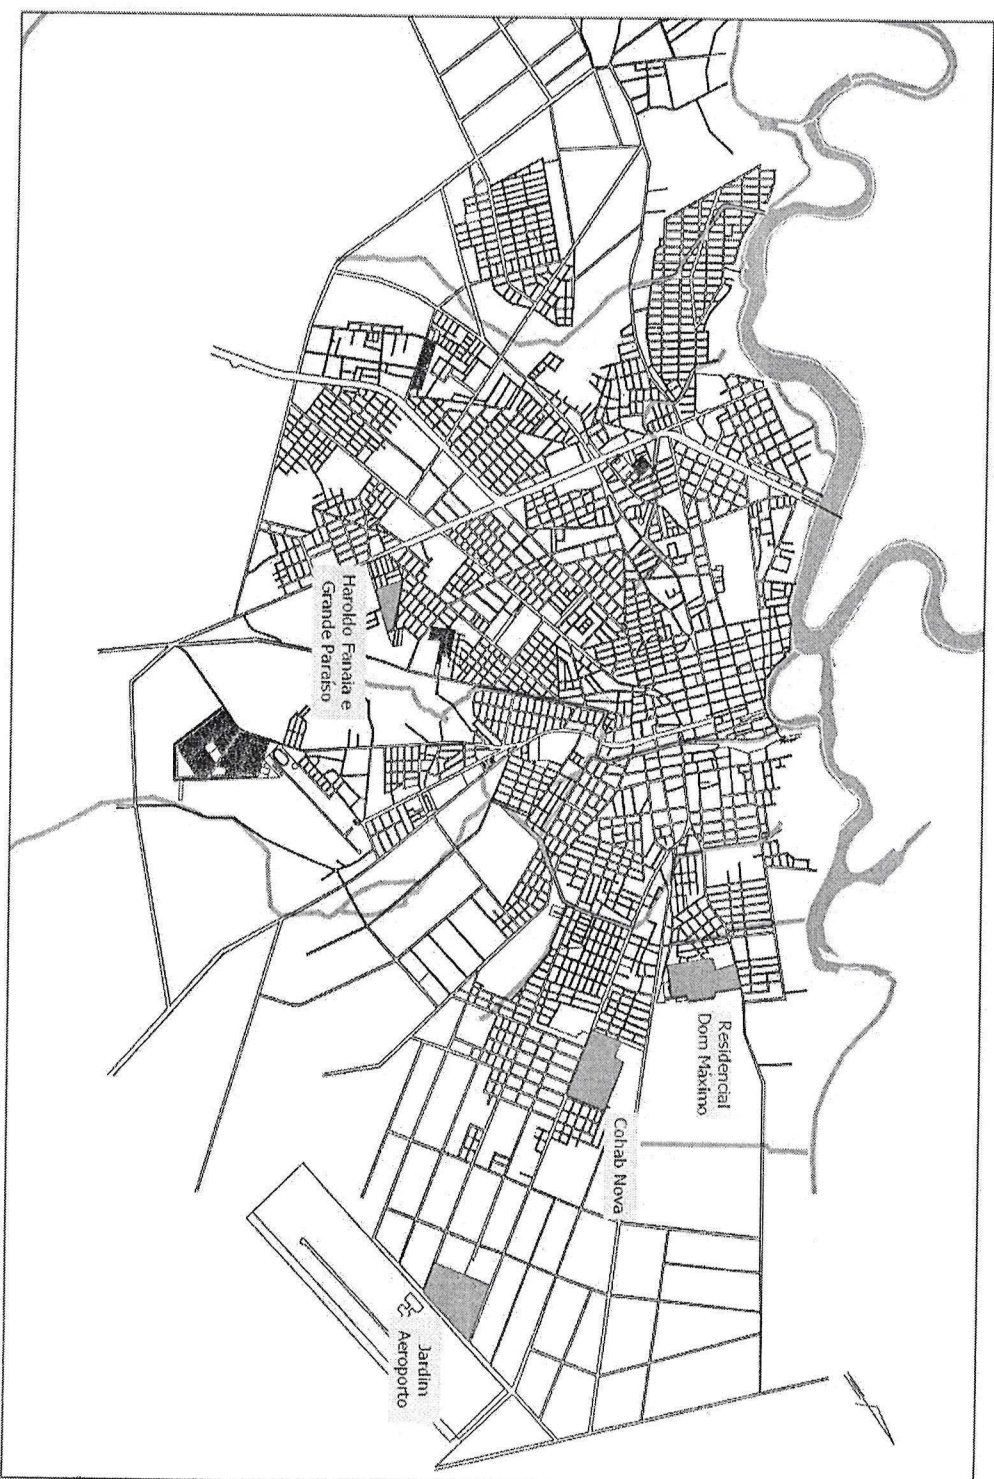 Haroldo Fanaia e
Grande Paraíso
Residencial
Dom Máximo
Cohab Nova
Jardim
Aeroporto